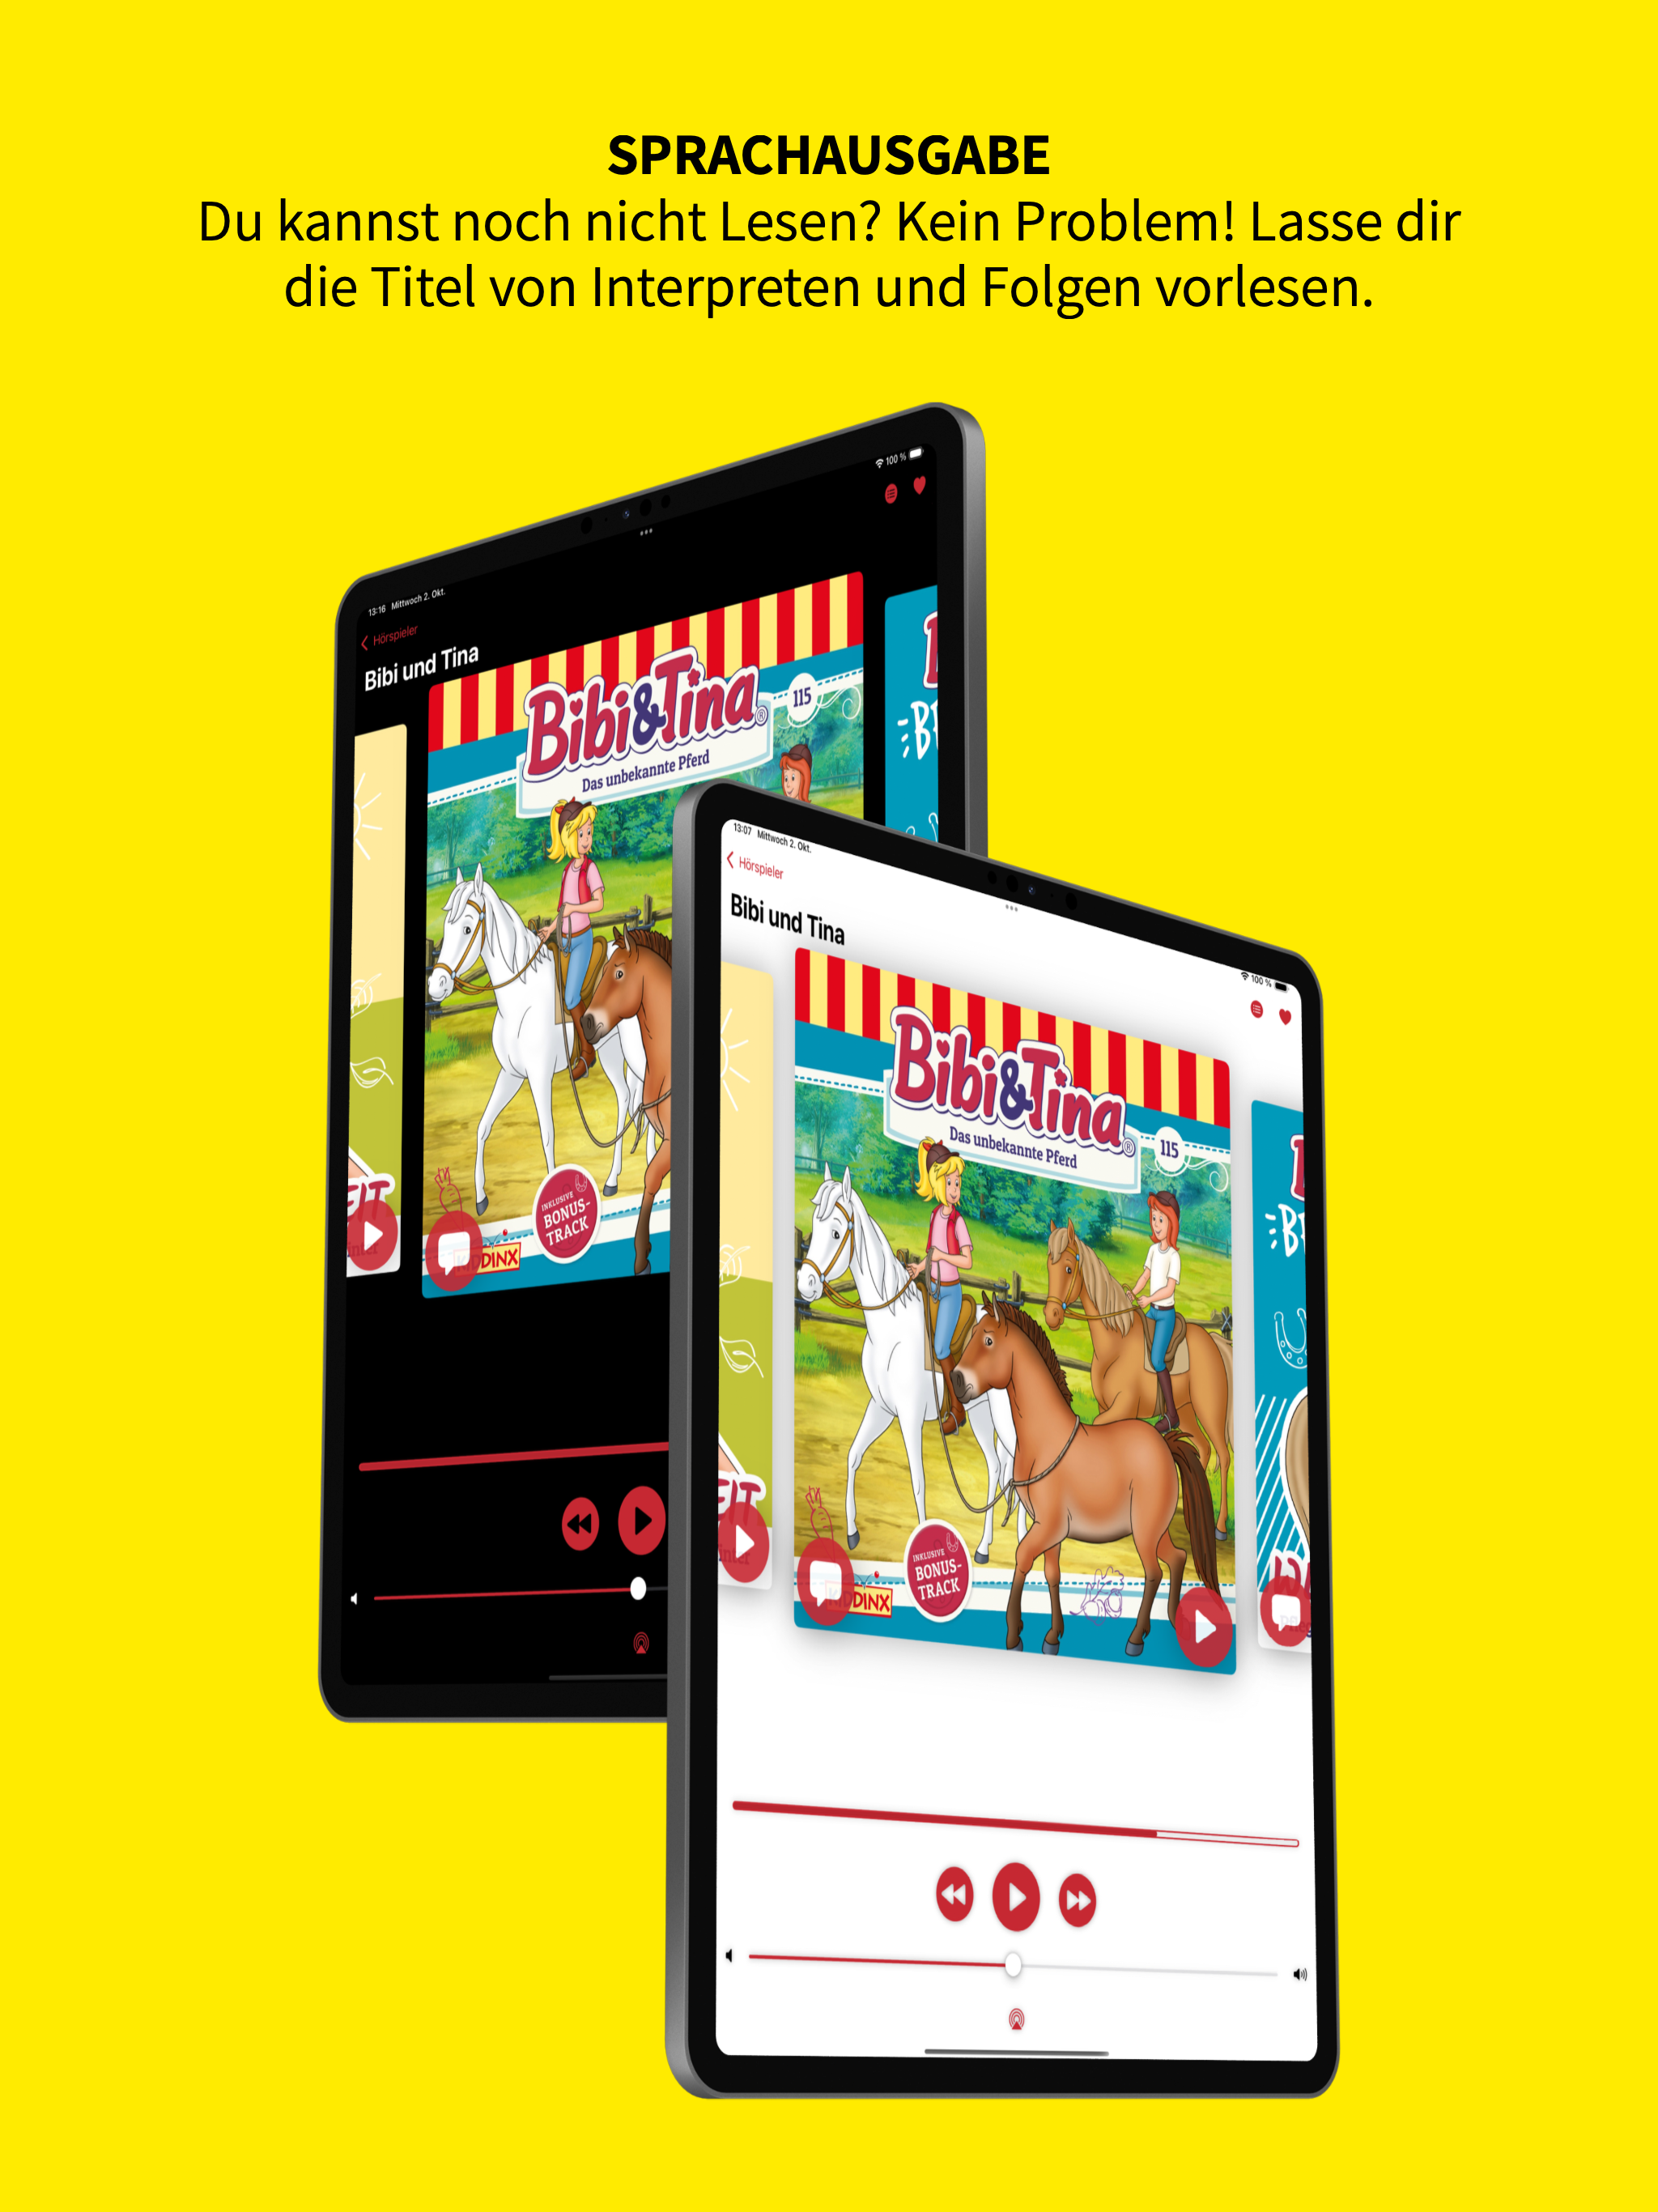 SPRACHAUSGABE
Du kannst noch nicht Lesen? Kein Problem! Lasse dir
die Titel von Interpreten und Folgen vorlesen.
13:16 Mittwoch 2. Okt.
100 %
Hörspieler
Bibi und Tina
Bibi&Tina®
115
Das unbekannte Pferd
INKLUSIVE
BONUS-
TRACK
13:07 Mittwoch 2. Okt.
100 %
Hörspieler
Bibi und Tina
Bibi&Tina®
115
Das unbekannte Pferd
INKLUSIVE
BONUS-
TRACK